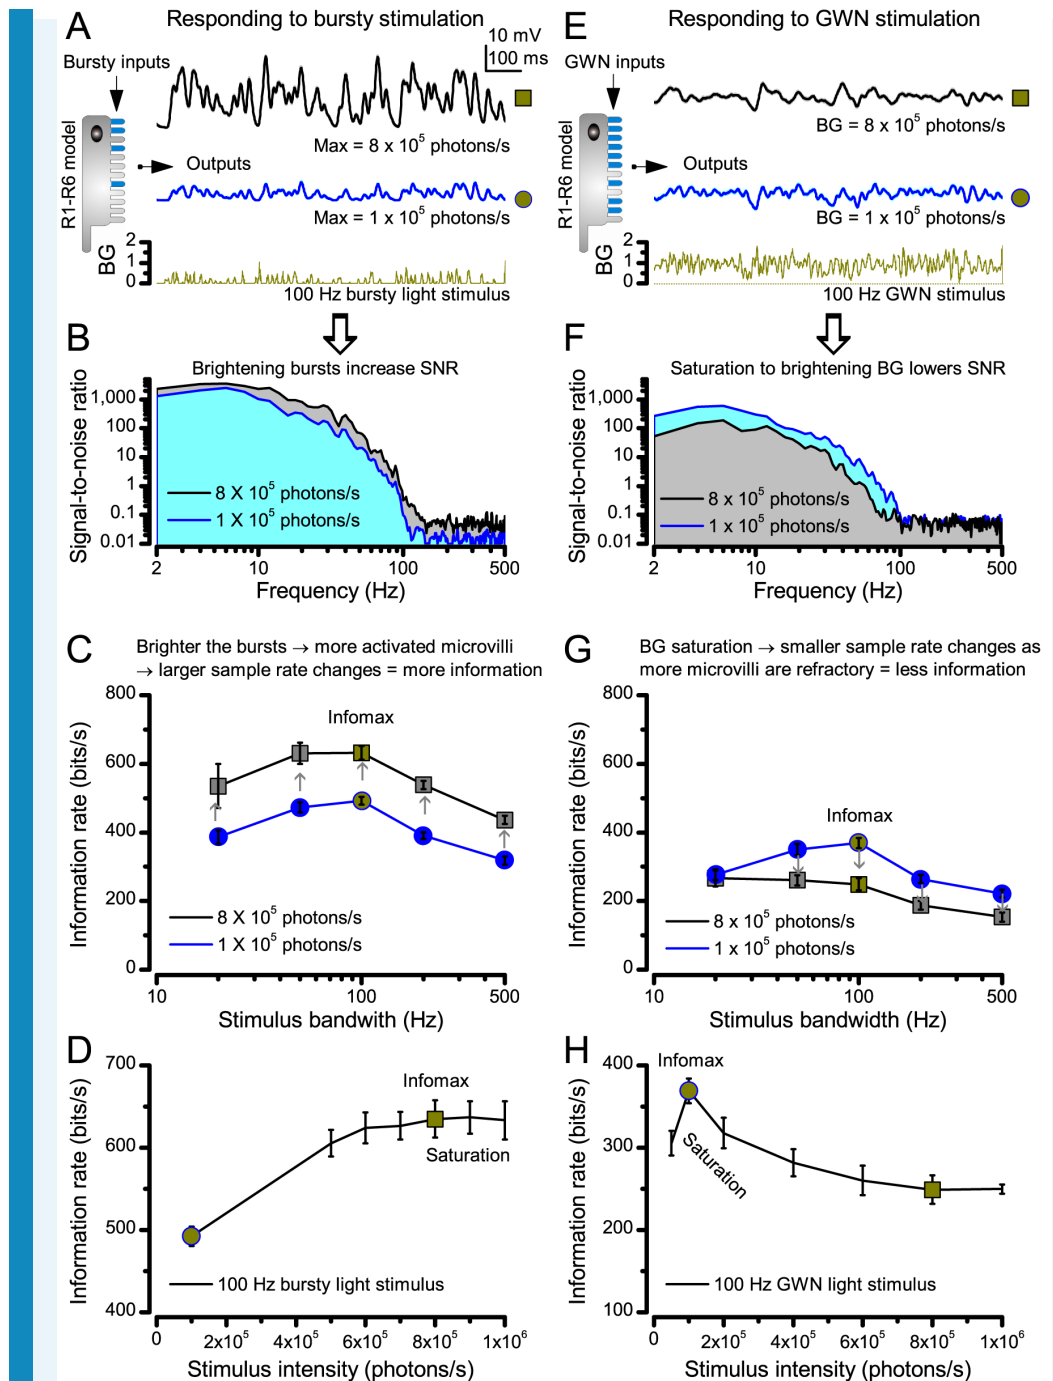 A
Responding to bursty stimulation
10 mV
100 ms
Bursty inputs
R1-R6 model
Max = 8 x 10⁵ photons/s
Outputs
Max = 1 x 10⁵ photons/s
BG
2
1
0
100 Hz bursty light stimulus
E
Responding to GWN stimulation
GWN inputs
R1-R6 model
BG = 8 x 10⁵ photons/s
Outputs
BG = 1 x 10⁵ photons/s
BG
2
1
0
100 Hz GWN stimulus
B
Brightening bursts increase SNR
Signal-to-noise ratio
1,000
100
10
1
0.1
0.01
8 X 10⁵ photons/s
1 X 10⁵ photons/s
2 10 100 500
Frequency (Hz)
F
Saturation to brightening BG lowers SNR
Signal-to-noise ratio
1,000
100
10
1
0.1
0.01
8 x 10⁵ photons/s
1 x 10⁵ photons/s
2 10 100 500
Frequency (Hz)
C
Brighter the bursts → more activated microvilli
→ larger sample rate changes = more information
Information rate (bits/s)
800
600
400
200
0
Infomax
8 X 10⁵ photons/s
1 X 10⁵ photons/s
10 100 500
Stimulus bandwith (Hz)
G
BG saturation → smaller sample rate changes as
more microvilli are refractory = less information
Information rate (bits/s)
800
600
400
200
0
Infomax
8 x 10⁵ photons/s
1 x 10⁵ photons/s
10 100 500
Stimulus bandwidth (Hz)
D
Information rate (bits/s)
700
600
500
400
Infomax
Saturation
100 Hz bursty light stimulus
0 2x10⁵ 4x10⁵ 6x10⁵ 8x10⁵ 1x10⁶
Stimulus intensity (photons/s)
H
Information rate (bits/s)
400
300
200
100
Infomax
Saturation
100 Hz GWN light stimulus
0 2x10⁵ 4x10⁵ 6x10⁵ 8x10⁵ 1x10⁶
Stimulus intensity (photons/s)